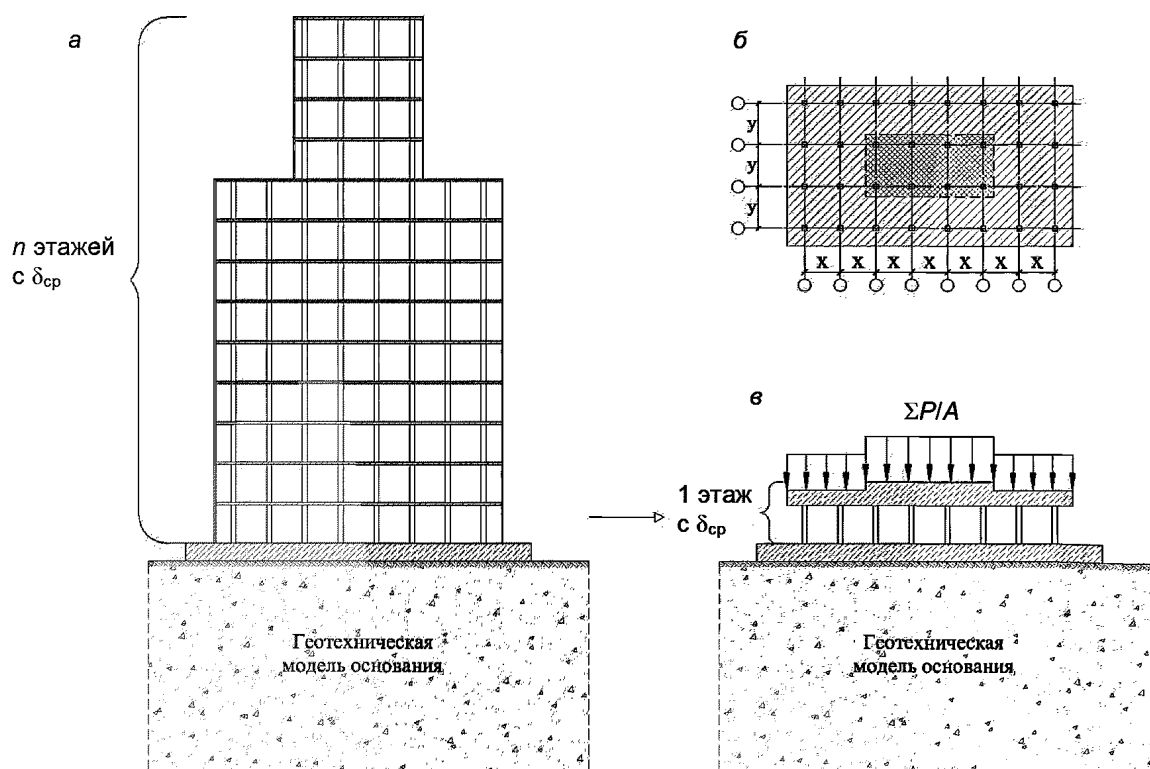 а
n этажей
с δср
б
у
у
у
х х х х х х х
в
ΣP/A
1 этаж
с δср
Геотехническая
модель основания
Геотехническая
модель основания